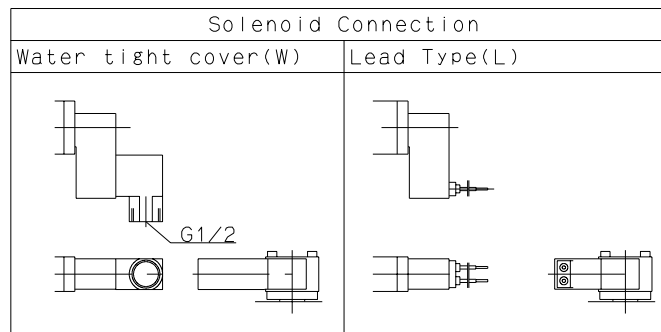 Solenoid Connection
Water tight cover(W)
Lead Type(L)
G1/2